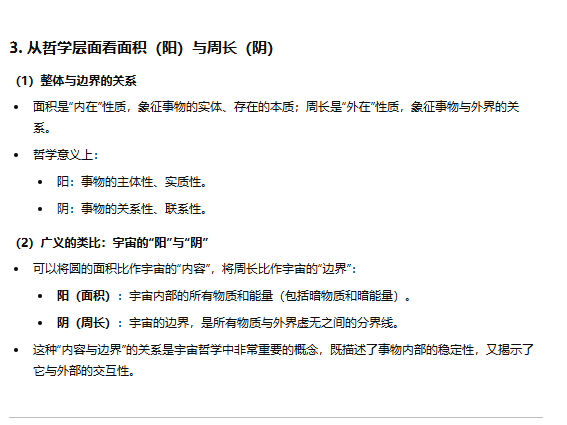 3. 从哲学层面看面积（阳）与周长（阴）
（1）整体与边界的关系
• 面积是“内在”性质，象征事物的实体、存在的本质；周长是“外在”性质，象征事物与外界的关
系。
• 哲学意义上：
• 阳：事物的主体性、实质性。
• 阴：事物的关系性、联系性。
（2）广义的类比：宇宙的“阳”与“阴”
• 可以将圆的面积比作宇宙的“内容”，将周长比作宇宙的“边界”：
• 阳（面积）：宇宙内部的所有物质和能量（包括暗物质和暗能量）。
• 阴（周长）：宇宙的边界，是所有物质与外界虚无之间的分界线。
• 这种“内容与边界”的关系是宇宙哲学中非常重要的概念，既描述了事物内部的稳定性，又揭示了
它与外部的交互性。